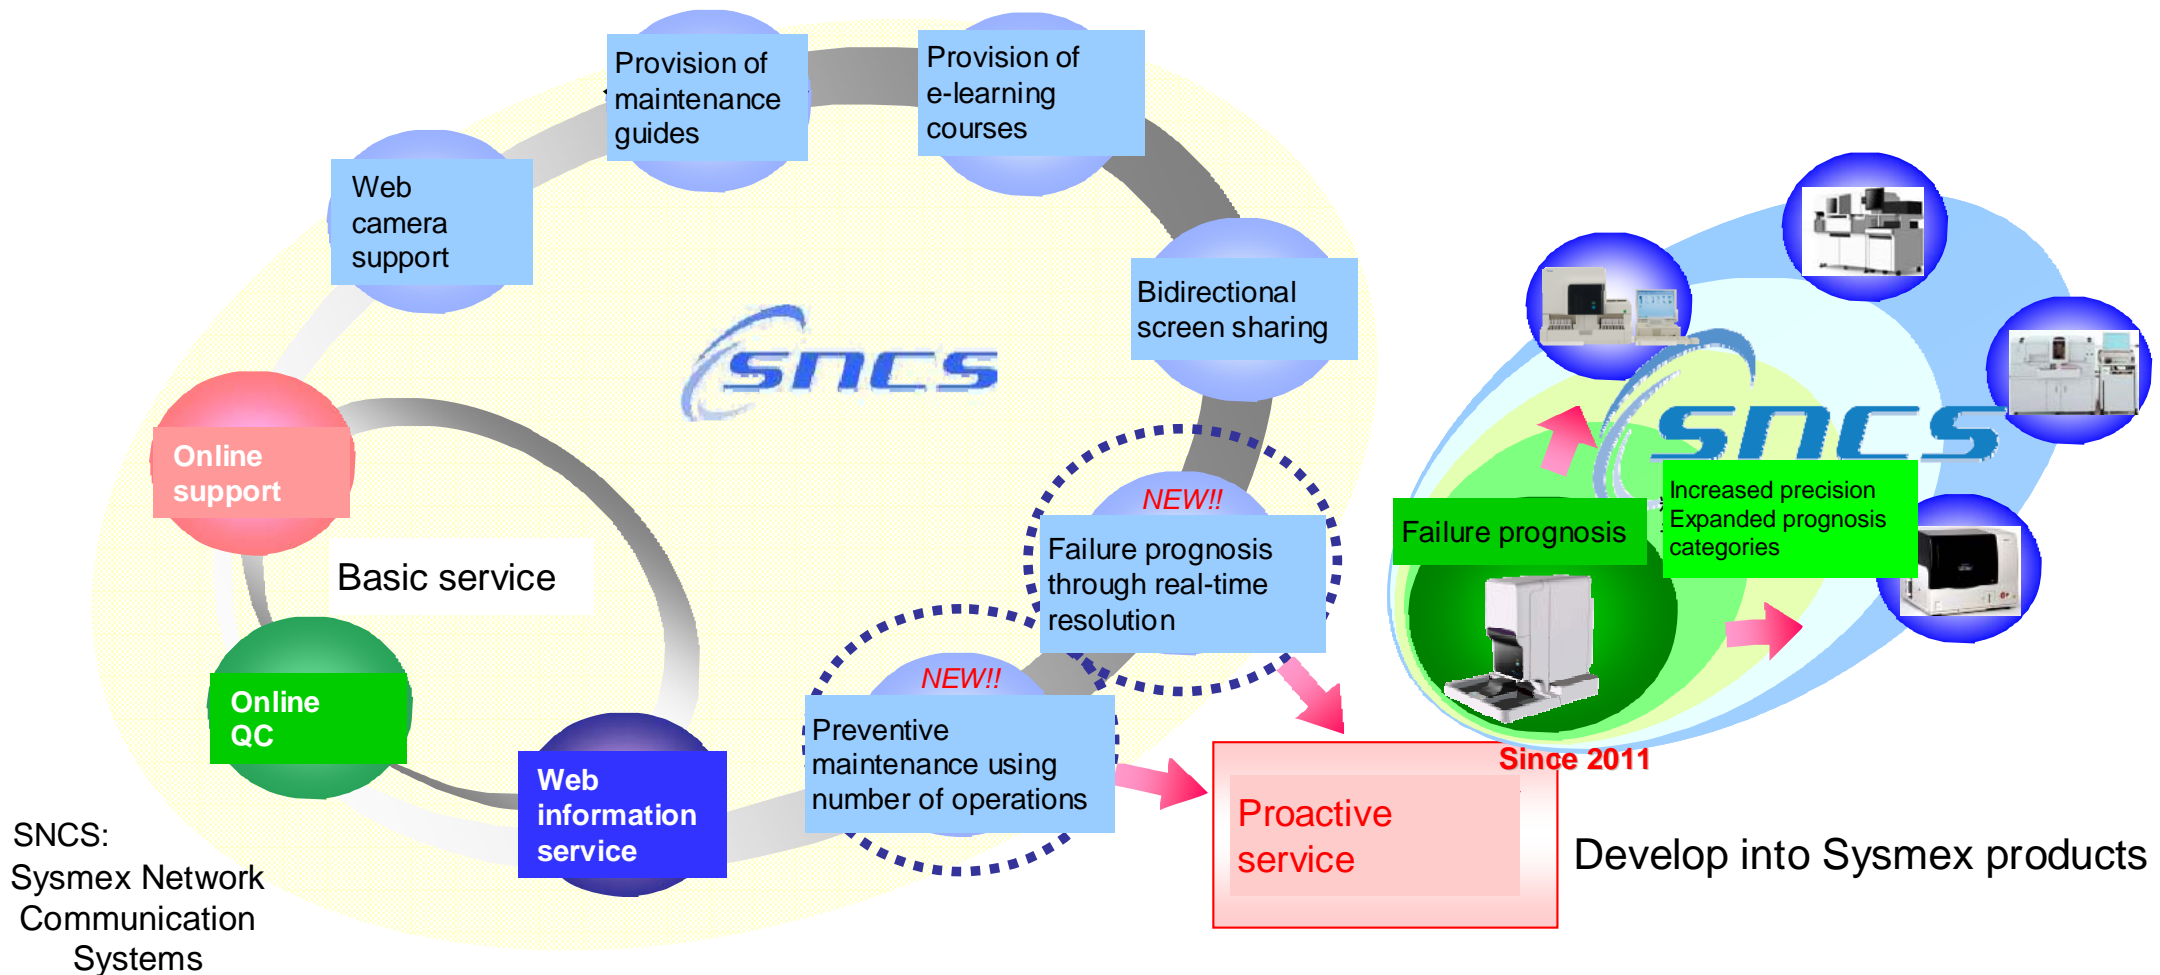 Provision of
maintenance
guides
Provision of
e-learning
courses
Web
camera
support
Bidirectional
screen sharing
sncs
Online
support
Basic service
Online
QC
Web
information
service
NEW!!
Failure prognosis
through real-time
resolution
NEW!!
Preventive
maintenance using
number of operations
Proactive
service
SNCS:
Sysmex Network
Communication
Systems
sncs
Failure prognosis
Increased precision
Expanded prognosis
categories
Since 2011
Develop into Sysmex products